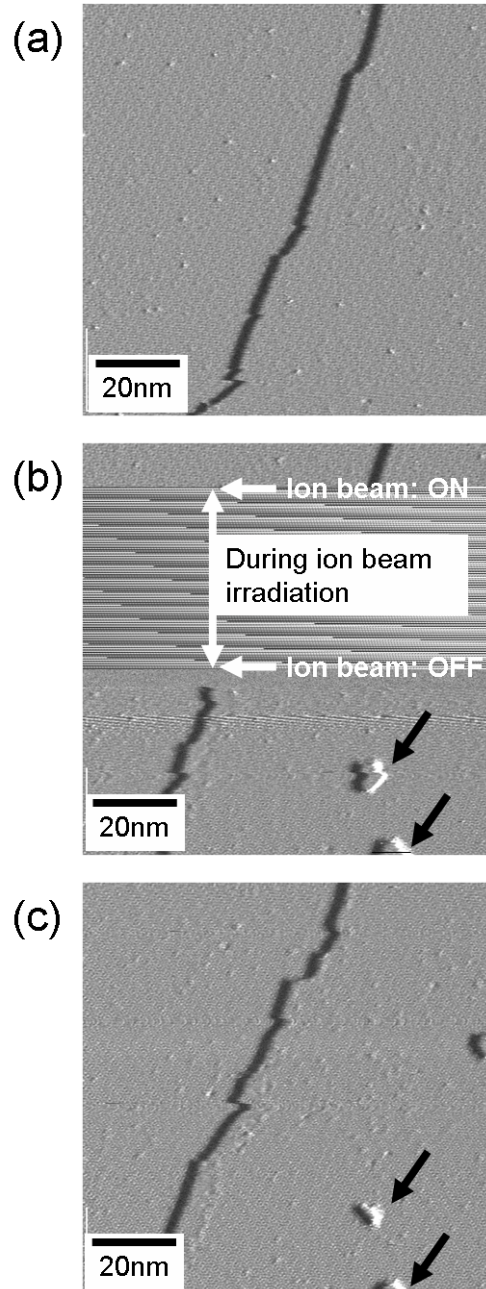 (a)
20nm
(b)
Ion beam: ON
During ion beam
irradiation
Ion beam: OFF
20nm
(c)
20nm